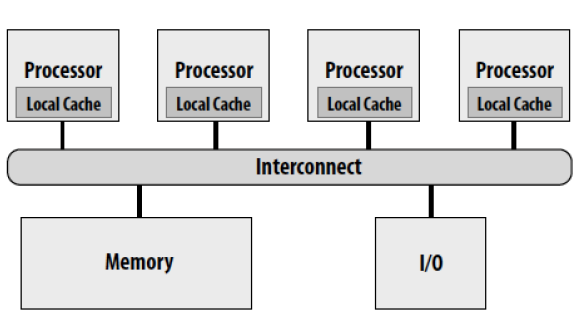 Processor Processor Processor Processor
Local Cache Local Cache Local Cache Local Cache
Interconnect
Memory I/O